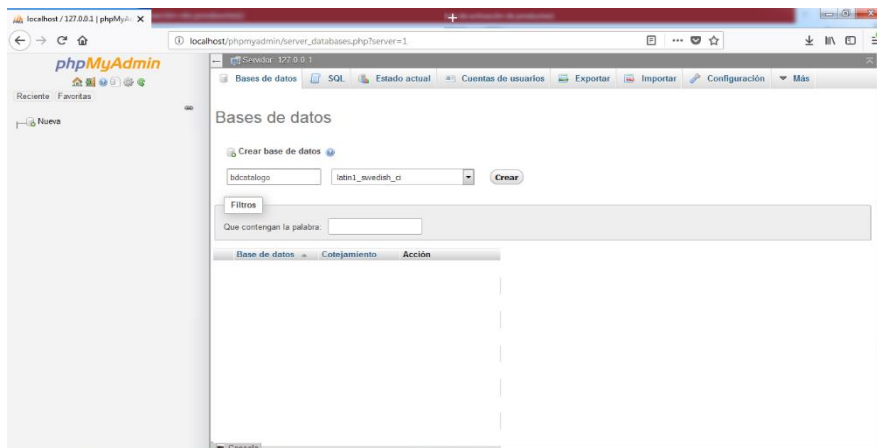 localhost / 127.0.0.1 | phpMyA
localhost/phpmyadmin/server_databases.php?server=1
phpMyAdmin
Reciente Favoritas
Nueva
Servidor: 127.0.0.1
Bases de datos SQL Estado actual Cuentas de usuarios Exportar Importar Configuración Más
Bases de datos
Crear base de datos
bdcatalogo latin1_swedish_ci Crear
Filtros
Que contengan la palabra:
Base de datos Cotejamiento Acción
Consola